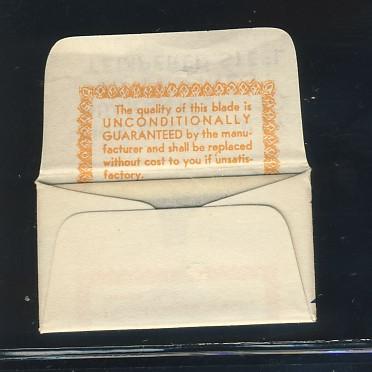 The quality of this blade is
UNCONDITIONALLY
GUARANTEED by the manu-
facturer and shall be replaced
without cost to you if unsatis-
factory.